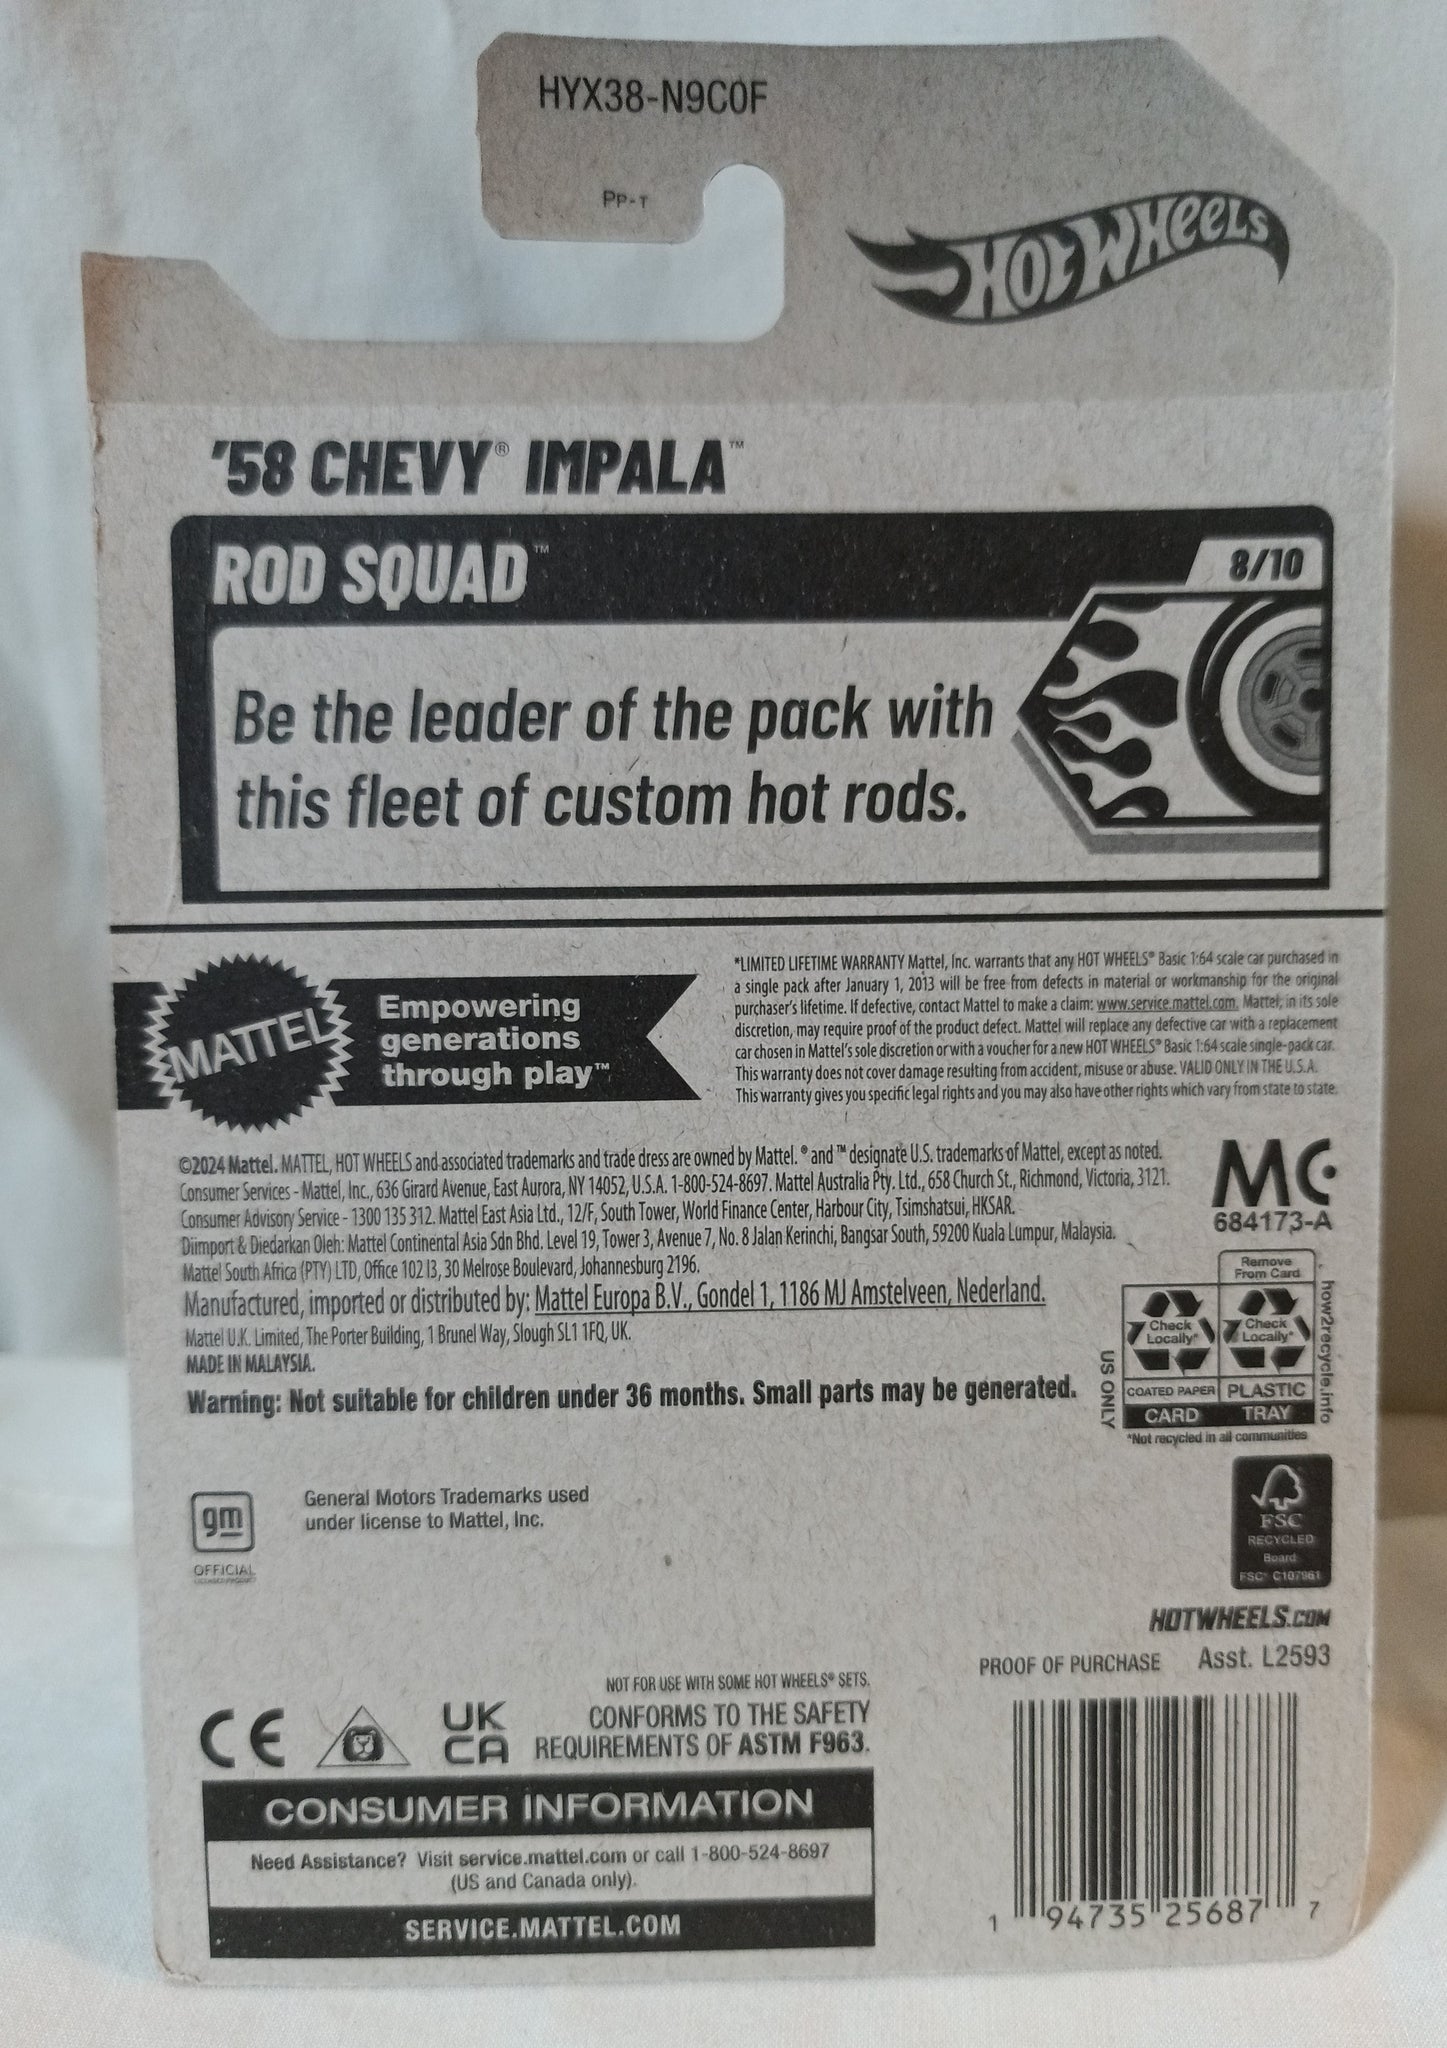 HYX38-N9C0F
PP-T
HOT WHEELS
'58 CHEVY® IMPALA™
ROD SQUAD™
8/10
Be the leader of the pack with
this fleet of custom hot rods.
MATTEL
Empowering
generations
through play™
*LIMITED LIFETIME WARRANTY Mattel, Inc. warrants that any HOT WHEELS® Basic 1:64 scale car purchased in
a single pack after January 1, 2013 will be free from defects in material or workmanship for the original
purchaser's lifetime. If defective, contact Mattel to make a claim: www.service.mattel.com. Mattel, in its sole
discretion, may require proof of the product defect. Mattel will replace any defective car with a replacement
car chosen in Mattel's sole discretion or with a voucher for a new HOT WHEELS® Basic 1:64 scale single-pack car.
This warranty does not cover damage resulting from accident, misuse or abuse. VALID ONLY IN THE U.S.A.
This warranty gives you specific legal rights and you may also have other rights which vary from state to state.
©2024 Mattel. MATTEL, HOT WHEELS and associated trademarks and trade dress are owned by Mattel. ® and ™ designate U.S. trademarks of Mattel, except as noted.
Consumer Services - Mattel, Inc., 636 Girard Avenue, East Aurora, NY 14052, U.S.A. 1-800-524-8697. Mattel Australia Pty. Ltd., 658 Church St., Richmond, Victoria, 3121.
Consumer Advisory Service - 1300 135 312. Mattel East Asia Ltd., 12/F, South Tower, World Finance Center, Harbour City, Tsimshatsui, HKSAR.
Diimport & Diedarkan Oleh: Mattel Continental Asia Sdn Bhd. Level 19, Tower 3, Avenue 7, No. 8 Jalan Kerinchi, Bangsar South, 59200 Kuala Lumpur, Malaysia.
Mattel South Africa (PTY) LTD, Office 102 I3, 30 Melrose Boulevard, Johannesburg 2196.
Manufactured, imported or distributed by: Mattel Europa B.V., Gondel 1, 1186 MJ Amstelveen, Nederland.
Mattel U.K. Limited, The Porter Building, 1 Brunel Way, Slough SL1 1FQ, UK.
MADE IN MALAYSIA.
Warning: Not suitable for children under 36 months. Small parts may be generated.
MC
684173-A
Remove
From Card
Check
Locally*
Check
Locally*
COATED PAPER
PLASTIC
CARD
TRAY
US ONLY
how2recycle.info
*Not recycled in all communities
gm
OFFICIAL
LICENSED PRODUCT
General Motors Trademarks used
under license to Mattel, Inc.
FSC
RECYCLED
Board
FSC® C107961
HOTWHEELS.COM
PROOF OF PURCHASE
Asst. L2593
NOT FOR USE WITH SOME HOT WHEELS® SETS.
CE
UK
CA
CONFORMS TO THE SAFETY
REQUIREMENTS OF ASTM F963.
CONSUMER INFORMATION
Need Assistance? Visit service.mattel.com or call 1-800-524-8697
(US and Canada only).
SERVICE.MATTEL.COM
1 94735 25687 7